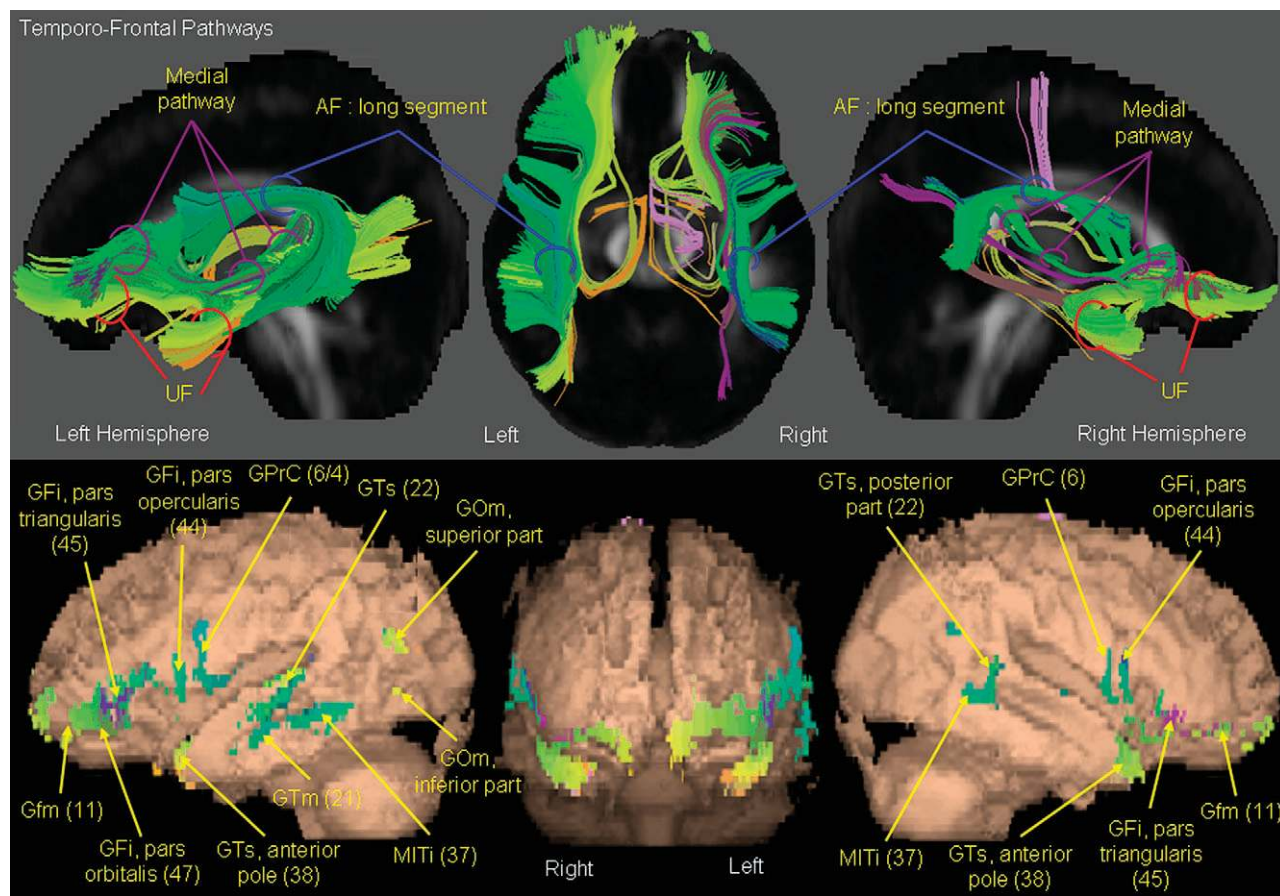 Temporo-Frontal Pathways
Medial
pathway
AF : long segment
AF : long segment
Medial
pathway
UF
UF
Left Hemisphere
Left
Right
Right Hemisphere
GFi, pars
triangularis
(45)
GFi, pars
opercularis
(44)
GPrC (6/4)
GTs (22)
GOm,
superior part
GTs, posterior
part (22)
GPrC (6)
GFi, pars
opercularis
(44)
GOm,
inferior part
Gfm (11)
GFi, pars
orbitalis (47)
GTs, anterior
pole (38)
GTm (21)
MITi (37)
Right
Left
MITi (37)
GTs, anterior
pole (38)
GFi, pars
triangularis
(45)
Gfm (11)